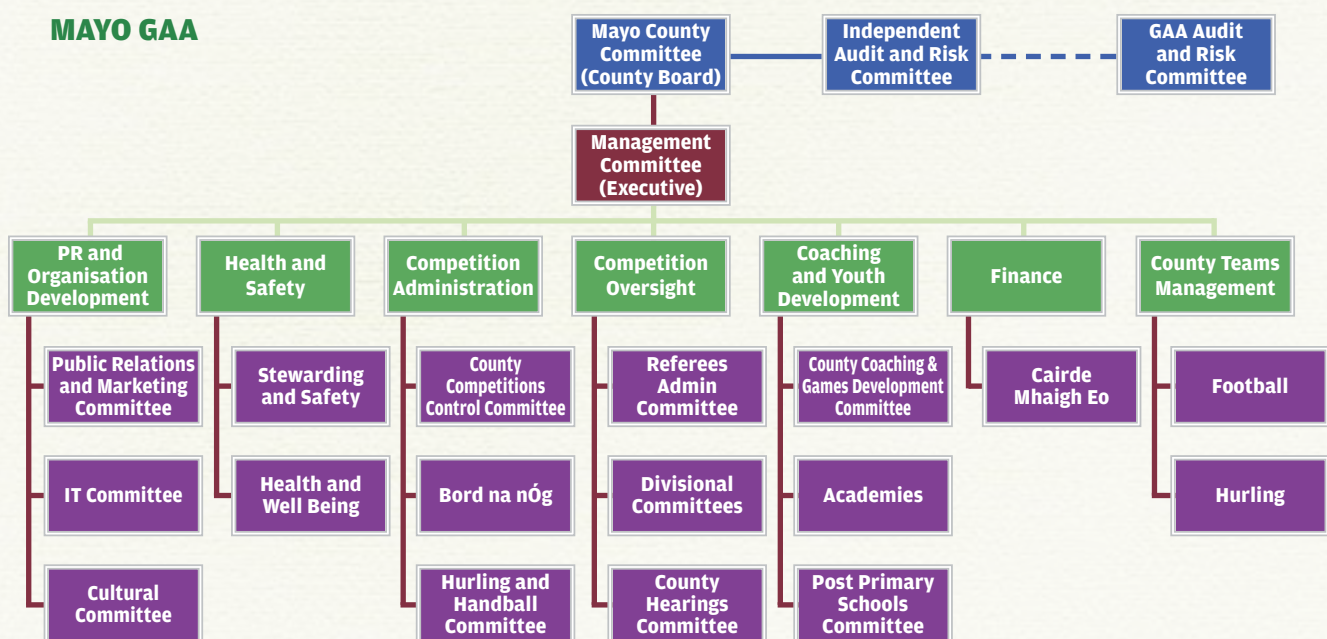 MAYO GAA
Mayo County
Committee
(County Board)
Independent
Audit and Risk
Committee
GAA Audit
and Risk
Committee
Management
Committee
(Executive)
PR and
Organisation
Development
Health and
Safety
Competition
Administration
Competition
Oversight
Coaching
and Youth
Development
Finance
County Teams
Management
Public Relations
and Marketing
Committee
Stewarding
and Safety
County
Competitions
Control Committee
Referees
Admin
Committee
County Coaching &
Games Development
Committee
Cairde
Mhaigh Eo
Football
IT Committee
Health and
Well Being
Bord na nÓg
Divisional
Committees
Academies
Hurling
Cultural
Committee
Hurling and
Handball
Committee
County
Hearings
Committee
Post Primary
Schools
Committee